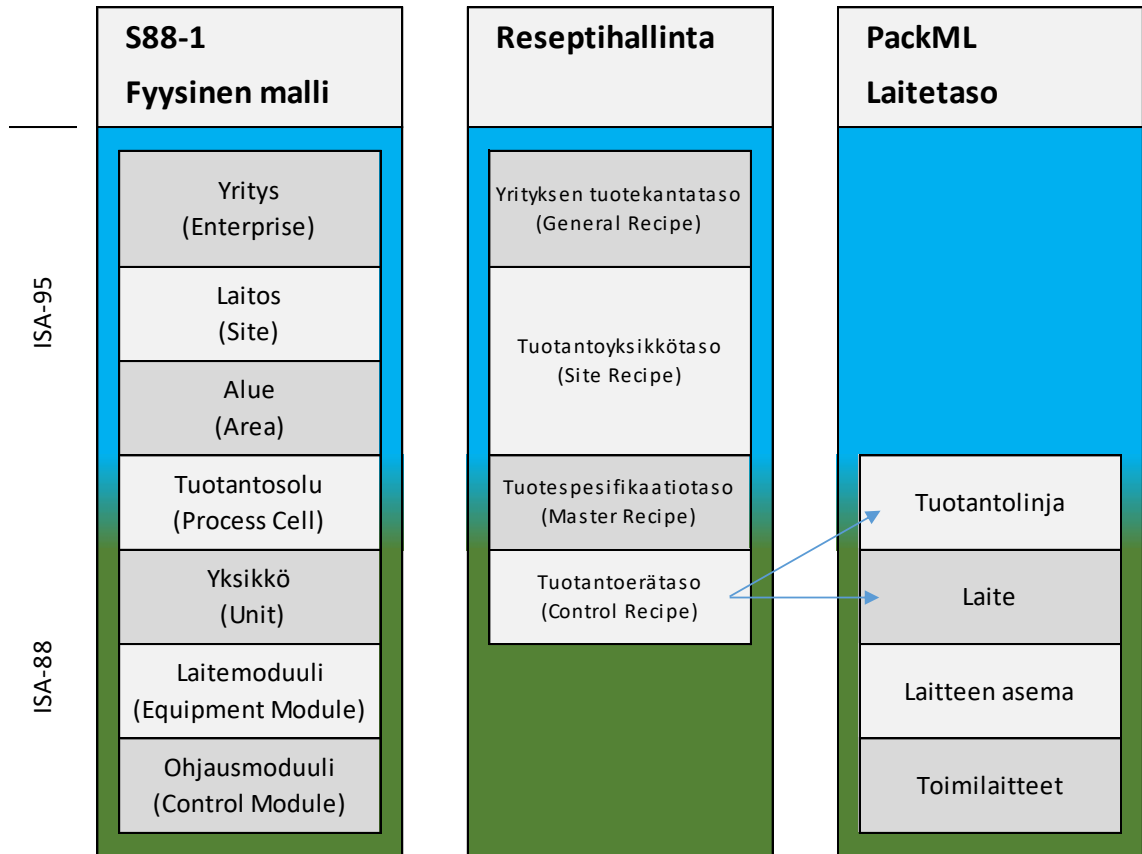 S88-1
Fyysinen malli
Reseptihallinta
PackML
Laitetaso
ISA-95
ISA-88
Yritys
(Enterprise)
Laitos
(Site)
Alue
(Area)
Tuotantosolu
(Process Cell)
Yksikkö
(Unit)
Laitemoduuli
(Equipment Module)
Ohjausmoduuli
(Control Module)
Yrityksen tuotekantataso
(General Recipe)
Tuotantoyksikkötaso
(Site Recipe)
Tuotespesifikaatiotaso
(Master Recipe)
Tuotantoerätaso
(Control Recipe)
Tuotantolinja
Laite
Laitteen asema
Toimilaitteet